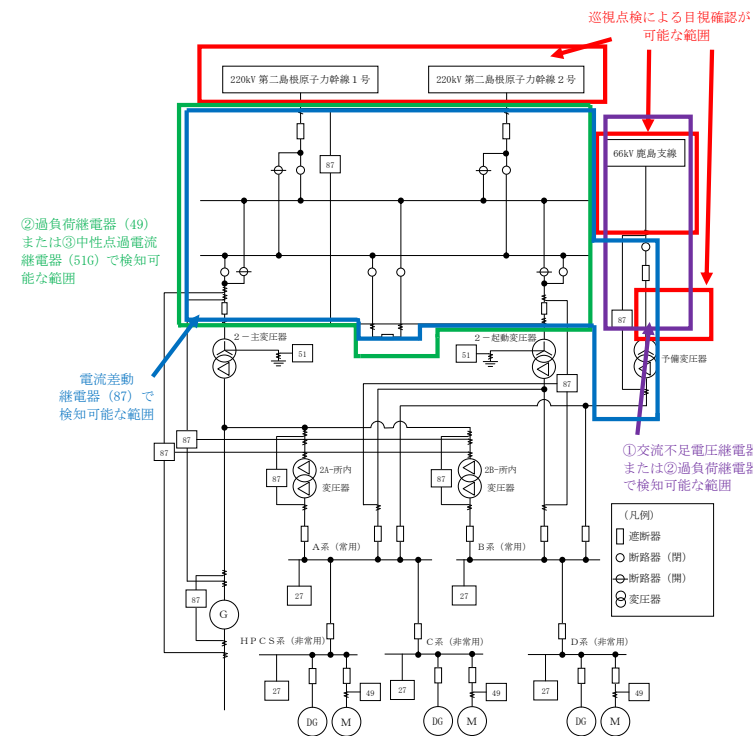 巡視点検による目視確認が
可能な範囲
220kV 第二島根原子力幹線1号
220kV 第二島根原子力幹線2号
66kV 鹿島支線
87
②過負荷継電器（49）
または③中性点過電流
継電器（51G）で検知可
能な範囲
87
2－主変圧器
51
2－起動変圧器
51
予備変圧器
電流差動
継電器（87）で
検知可能な範囲
87
87
87
①交流不足電圧継電器
または②過負荷継電器
で検知可能な範囲
87
2A-所内
変圧器
87
2B-所内
変圧器
（凡例）
遮断器
断路器（閉）
断路器（開）
変圧器
A系（常用）
B系（常用）
27
27
87
G
HPCS系（非常用）
C系（非常用）
D系（非常用）
27
49
27
49
27
49
DG
M
DG
M
DG
M